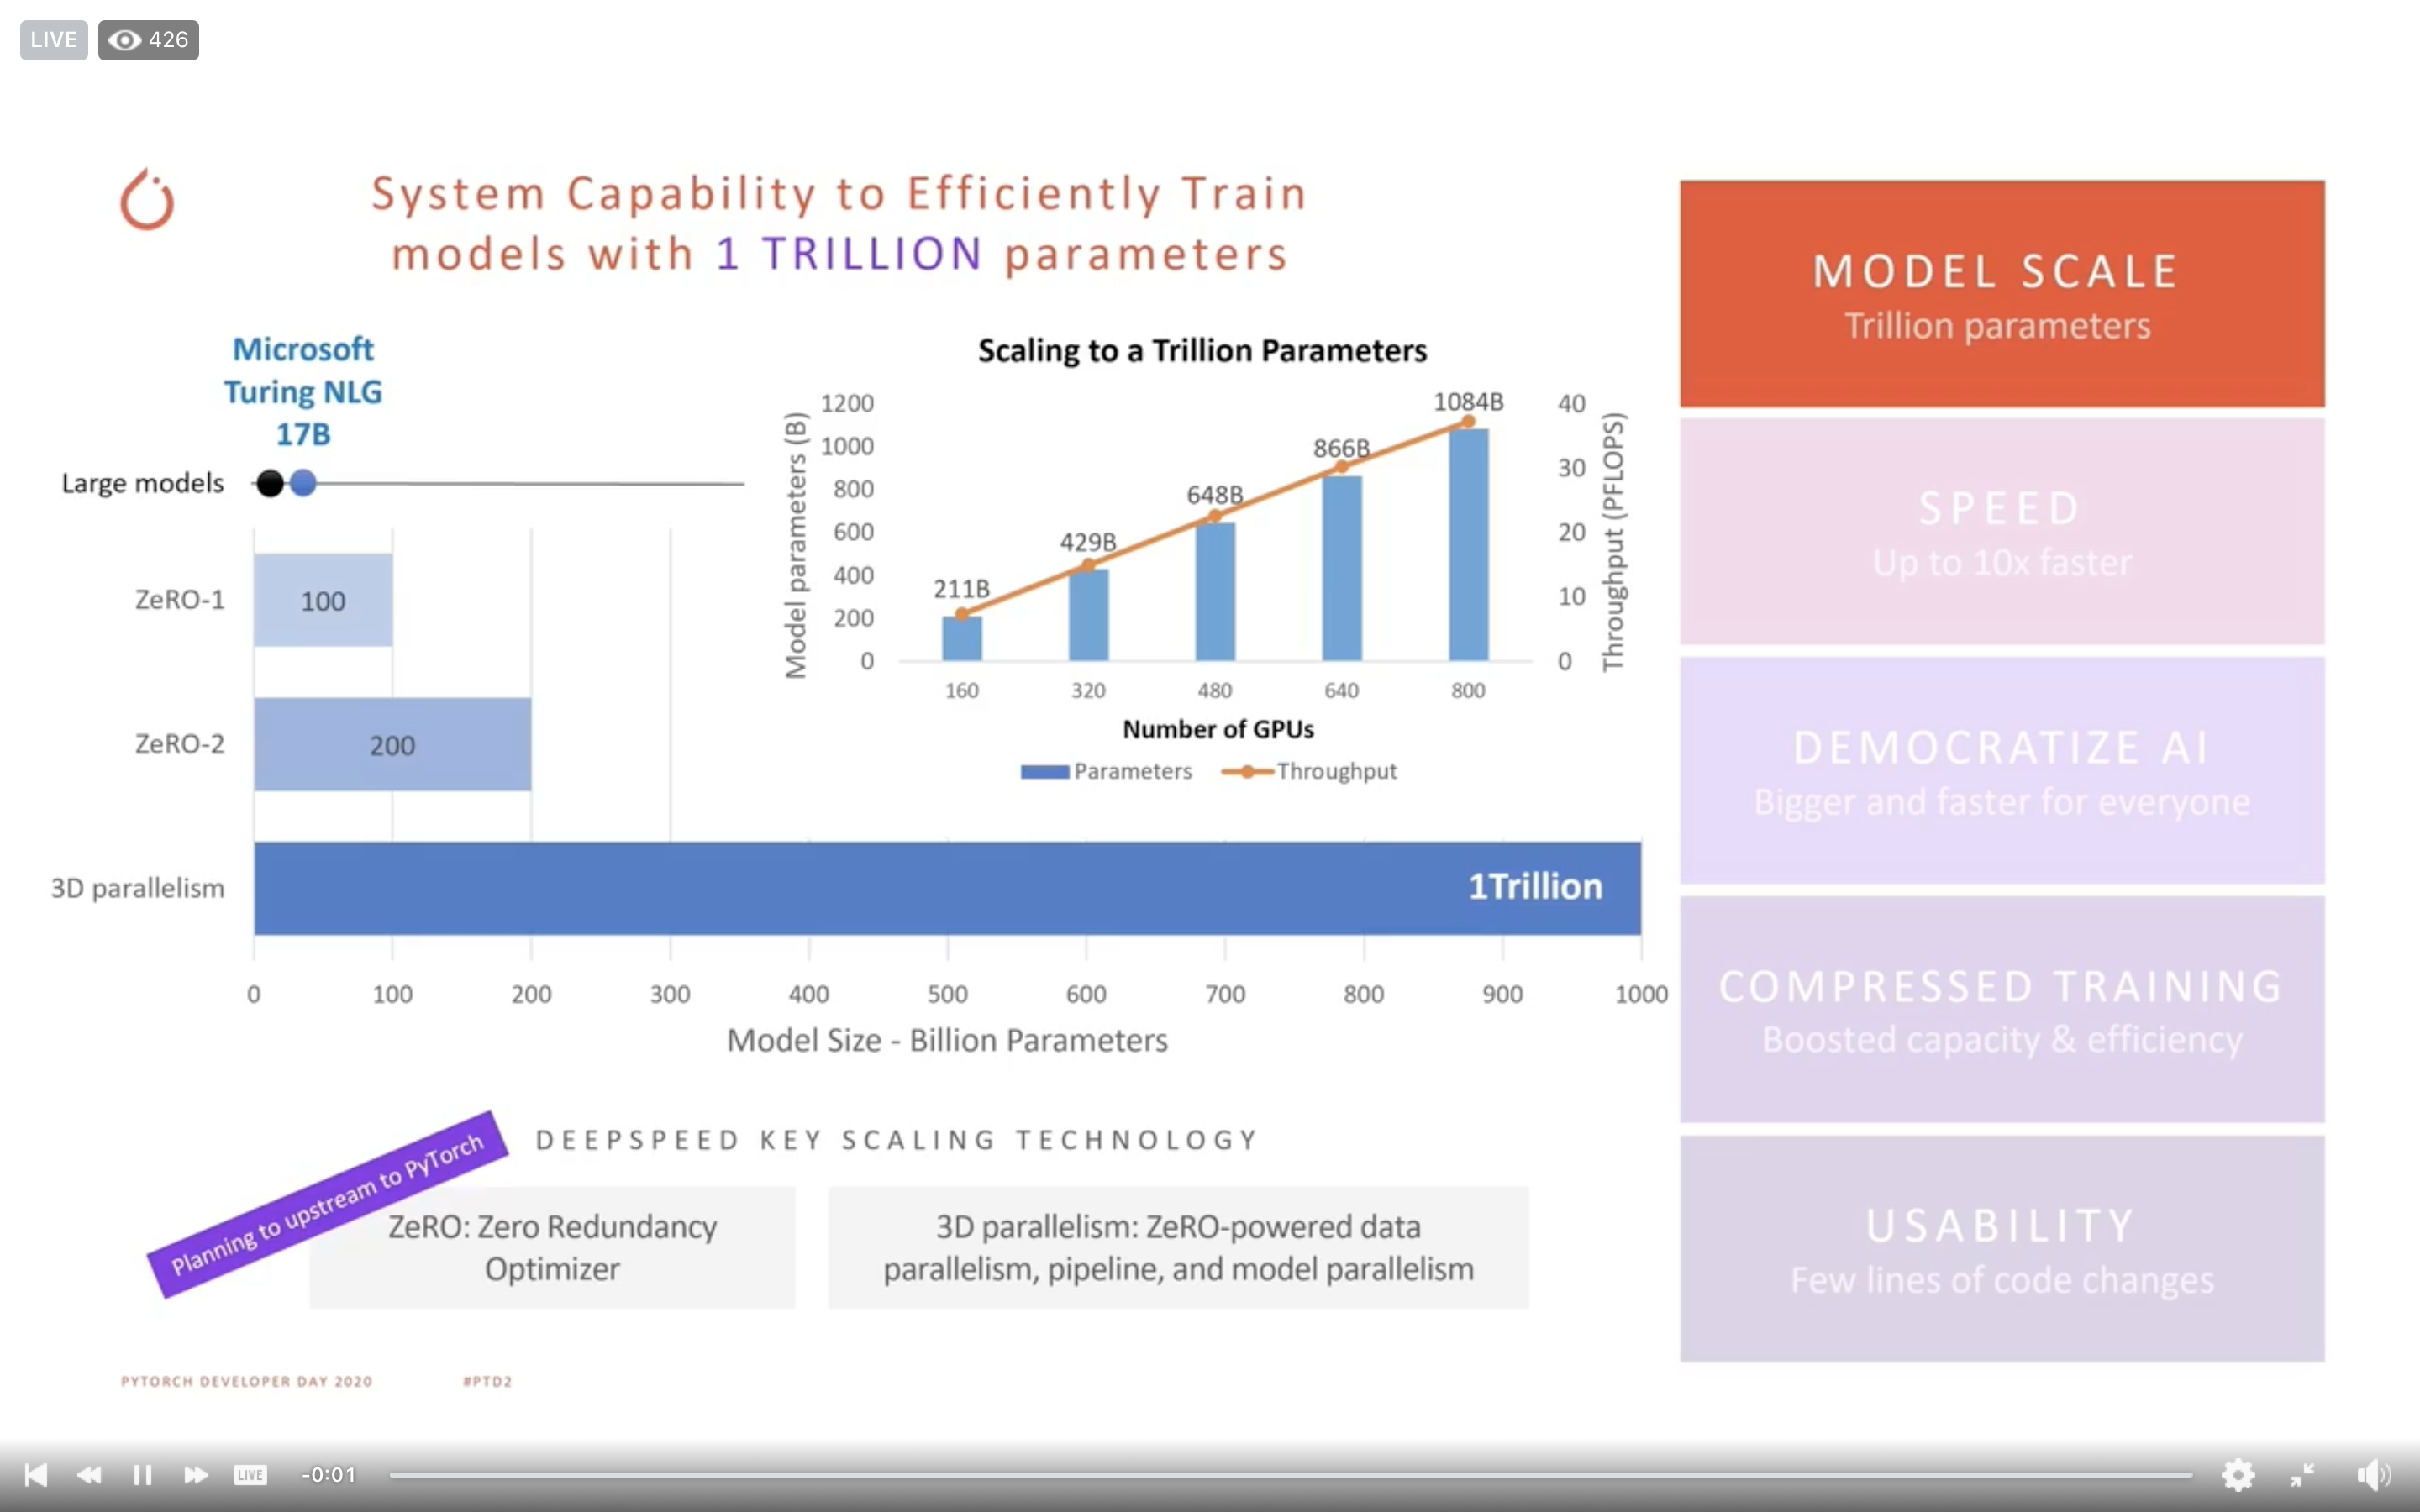 LIVE 426
System Capability to Efficiently Train
models with 1 TRILLION parameters
Microsoft
Turing NLG
17B
Large models
ZeRO-1
100
ZeRO-2
200
3D parallelism
1Trillion
0 100 200 300 400 500 600 700 800 900 1000
Model Size - Billion Parameters
Scaling to a Trillion Parameters
Model parameters (B)
1200
1000
800
600
400
200
0
211B
429B
648B
866B
1084B
40
30
20
10
0
Throughput (PFLOPS)
160 320 480 640 800
Number of GPUs
Parameters Throughput
DEEPSPEED KEY SCALING TECHNOLOGY
Planning to upstream to PyTorch
ZeRO: Zero Redundancy
Optimizer
3D parallelism: ZeRO-powered data
parallelism, pipeline, and model parallelism
MODEL SCALE
Trillion parameters
SPEED
Up to 10x faster
DEMOCRATIZE AI
Bigger and faster for everyone
COMPRESSED TRAINING
Boosted capacity & efficiency
USABILITY
Few lines of code changes
PYTORCH DEVELOPER DAY 2020 #PTD2
LIVE -0:01